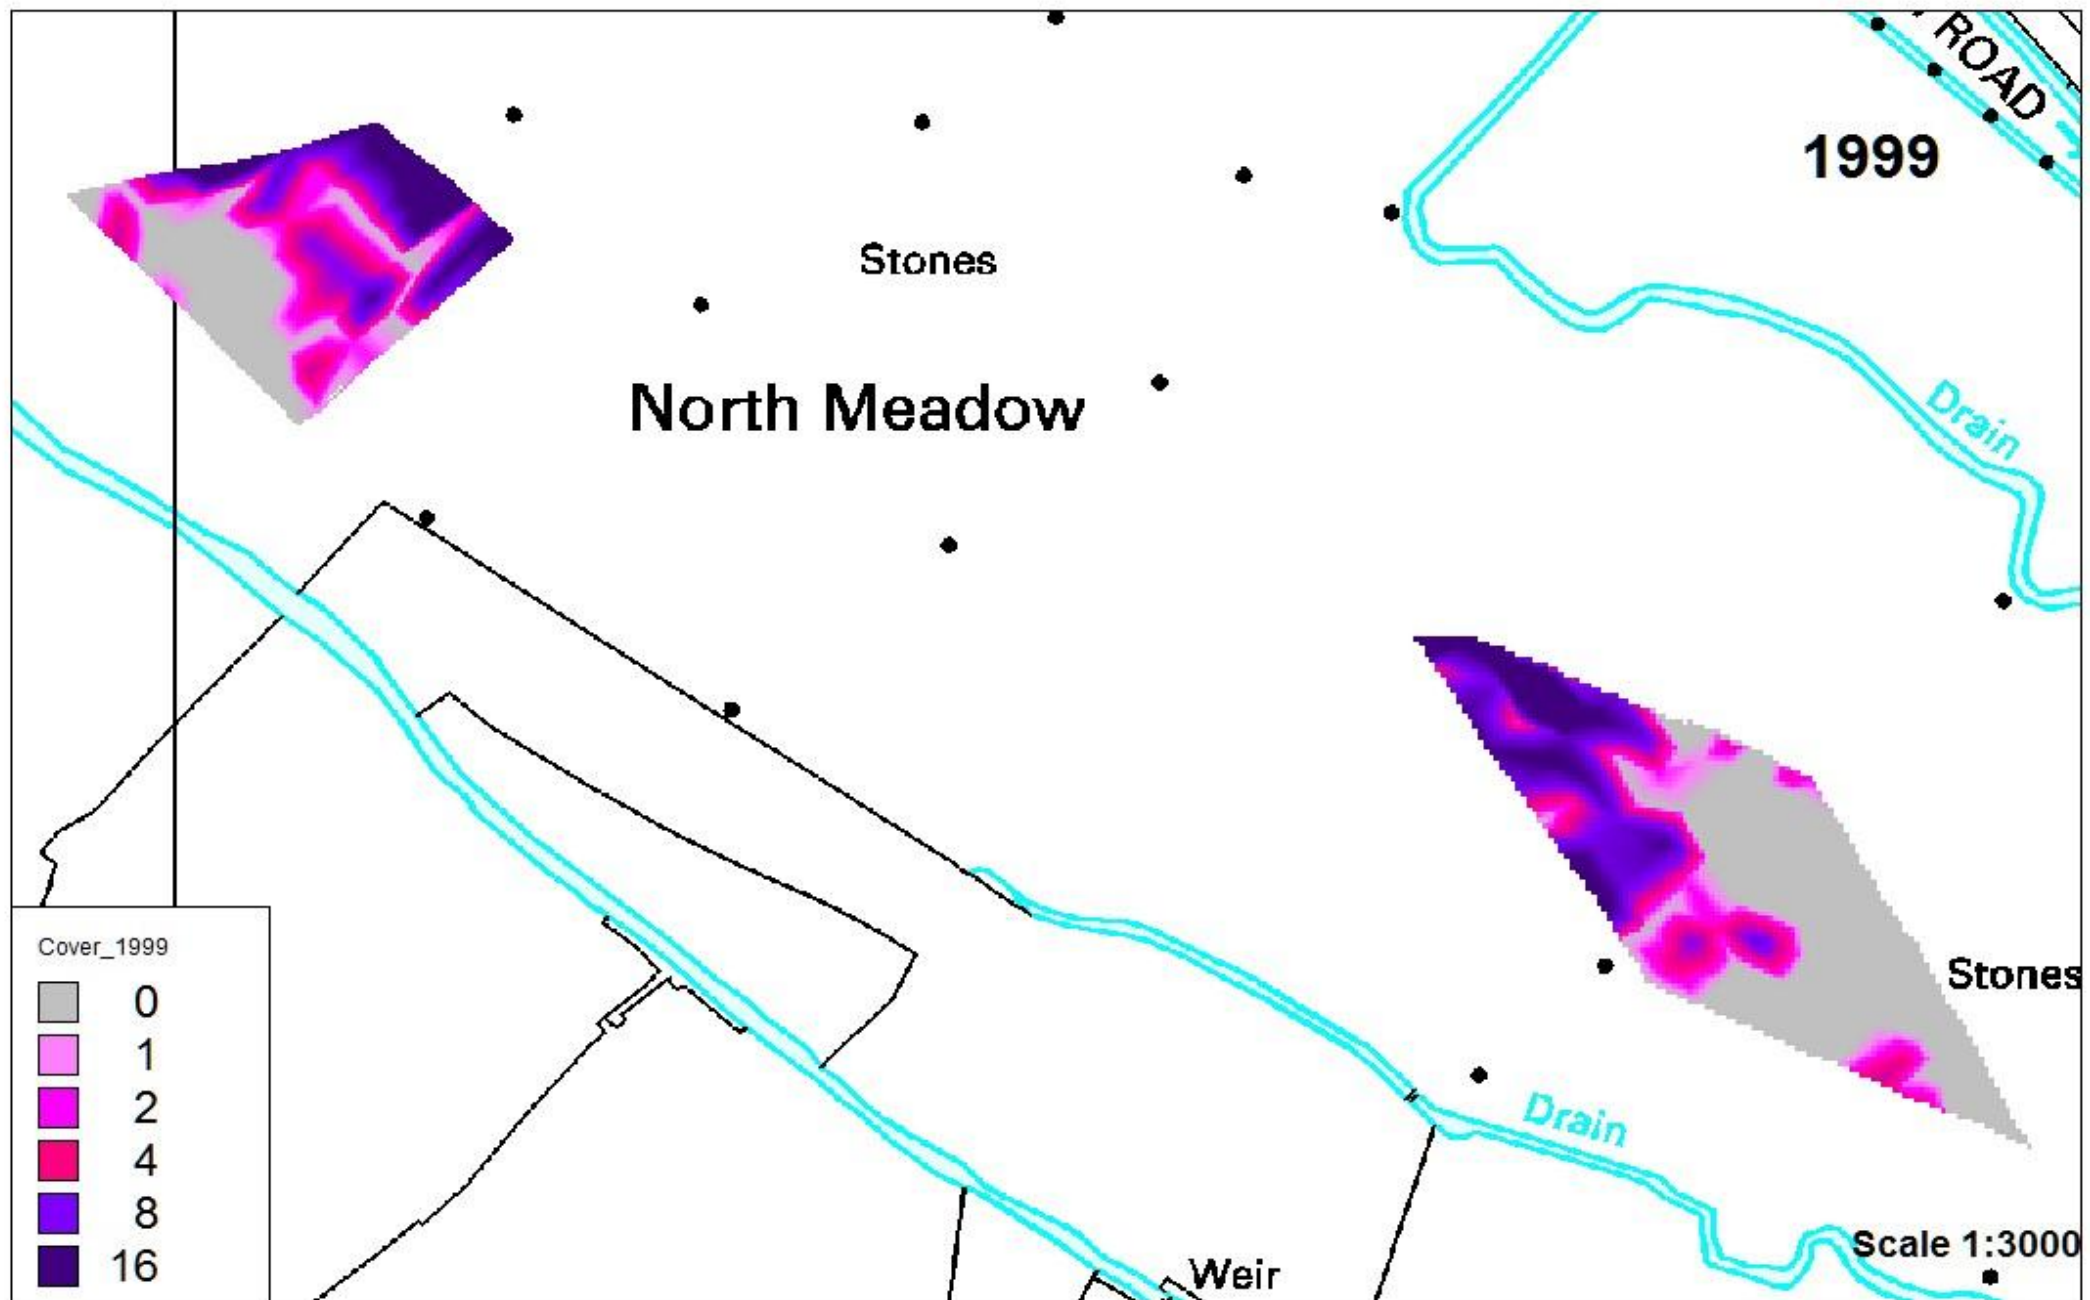 ROAD
1999
Stones
North Meadow
Drain
Stones
Cover_1999
0
1
2
4
8
16
Drain
Scale 1:3000
Weir